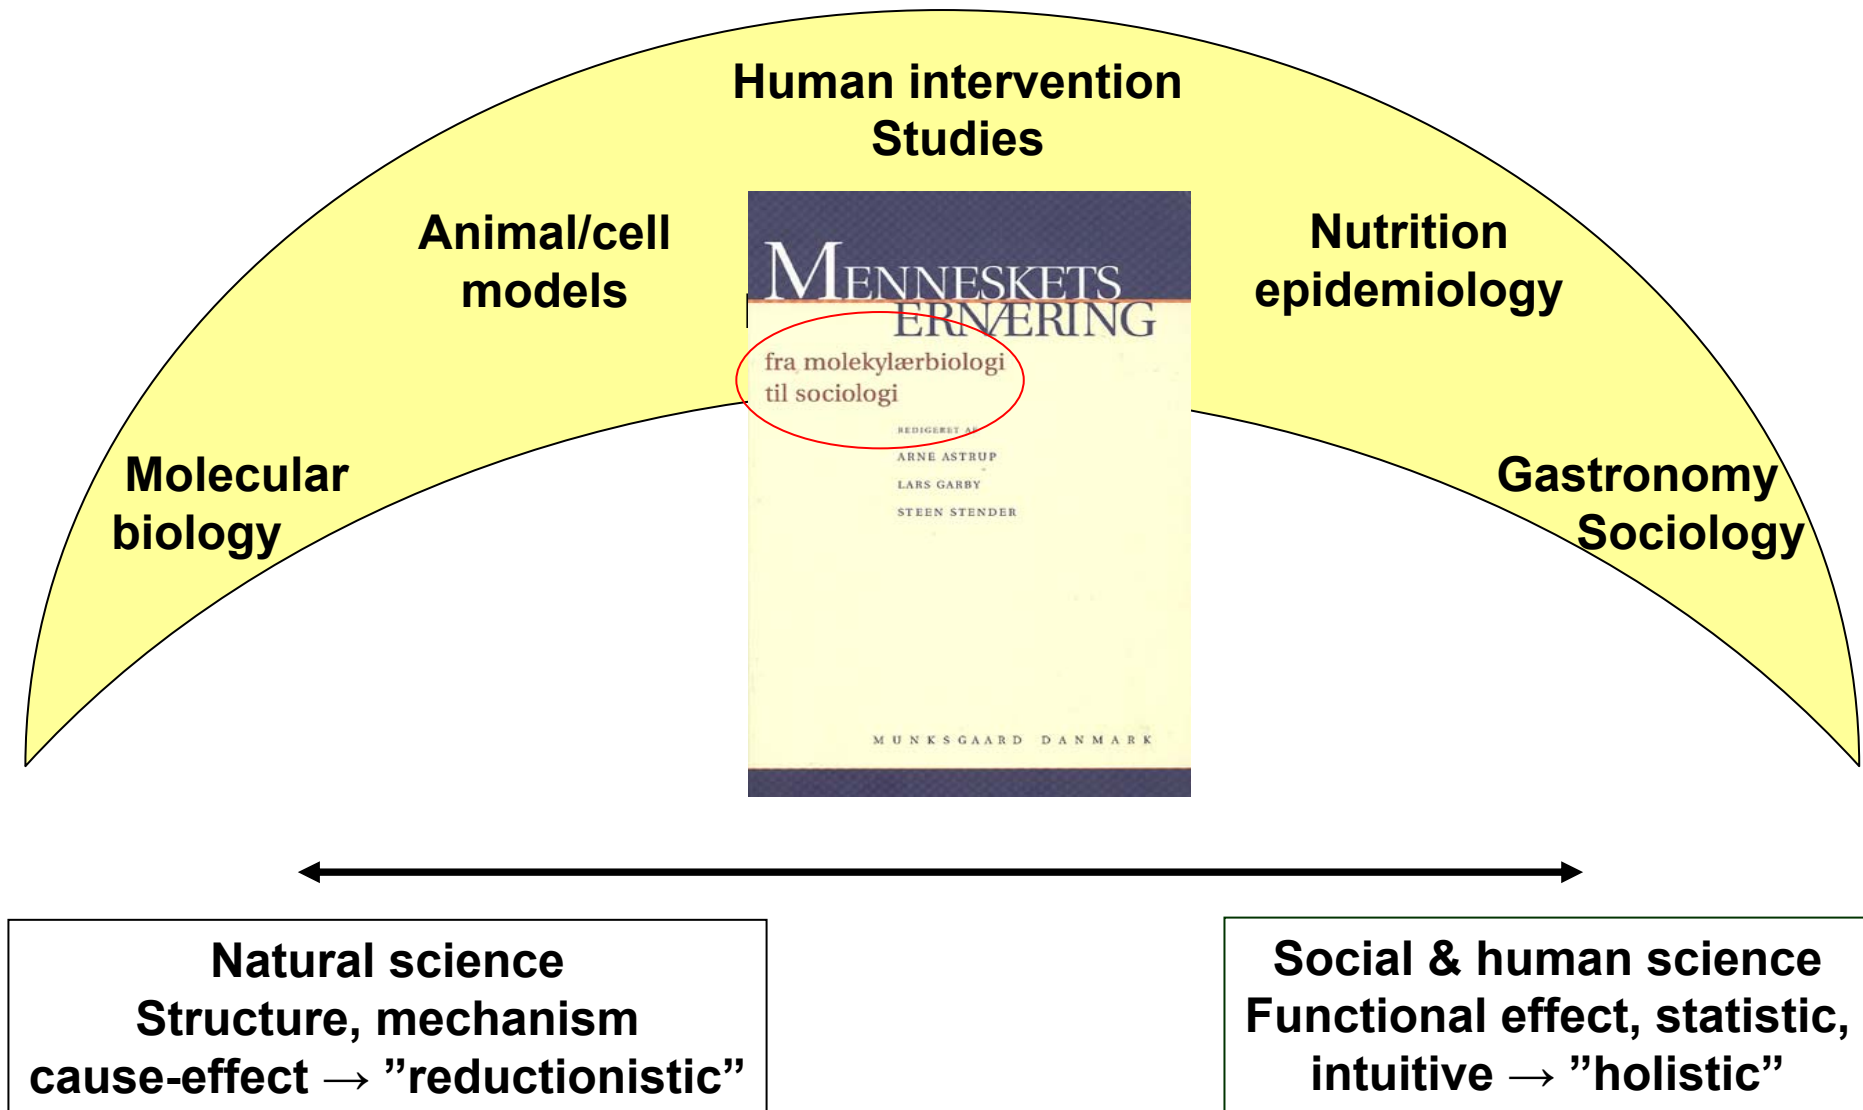 Human intervention
Studies
Animal/cell
models
Nutrition
epidemiology
Molecular
biology
Gastronomy
Sociology
MENNESKETS
ERNÆRING
fra molekylærbiologi
til sociologi
REDIGERET AF
ARNE ASTRUP
LARS GARBY
STEEN STENDER
MUNKSGAARD DANMARK
Natural science
Structure, mechanism
cause-effect → ”reductionistic”
Social & human science
Functional effect, statistic,
intuitive → ”holistic”